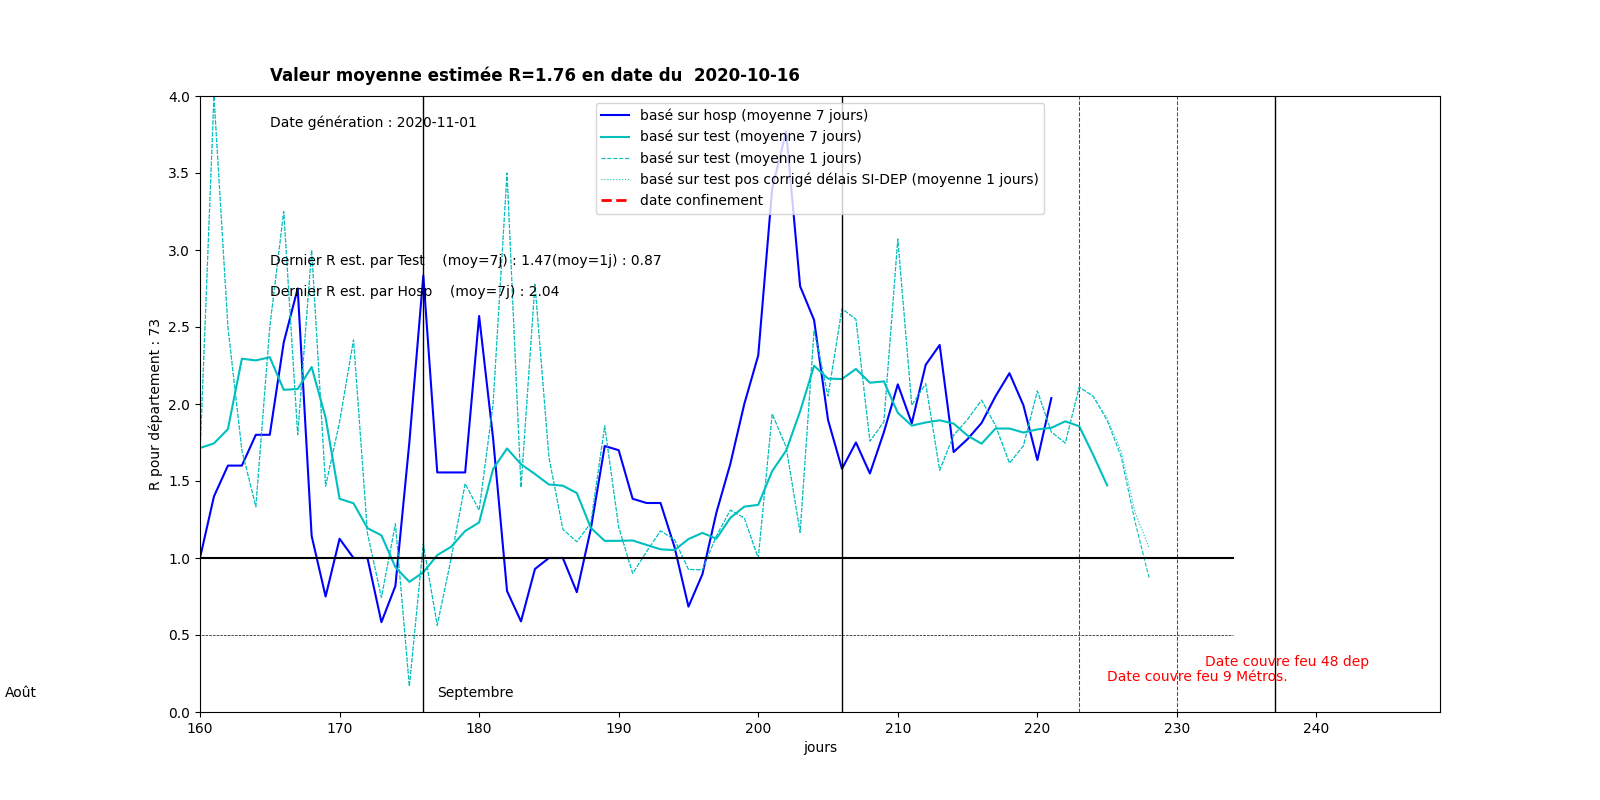 Valeur moyenne estimée R=1.76 en date du  2020-10-16
4.0
Date génération : 2020-11-01
basé sur hosp (moyenne 7 jours)
basé sur test (moyenne 7 jours)
basé sur test (moyenne 1 jours)
basé sur test pos corrigé délais SI-DEP (moyenne 1 jours)
date confinement
3.5
3.0
Dernier R est. par Test    (moy=7j) : 1.47(moy=1j) : 0.87
Dernier R est. par Hosp    (moy=7j) : 2.04
2.5
R pour département : 73
2.0
1.5
1.0
0.5
Date couvre feu 48 dep
Date couvre feu 9 Métros.
Août
Septembre
0.0
160 170 180 190 200 210 220 230 240
jours